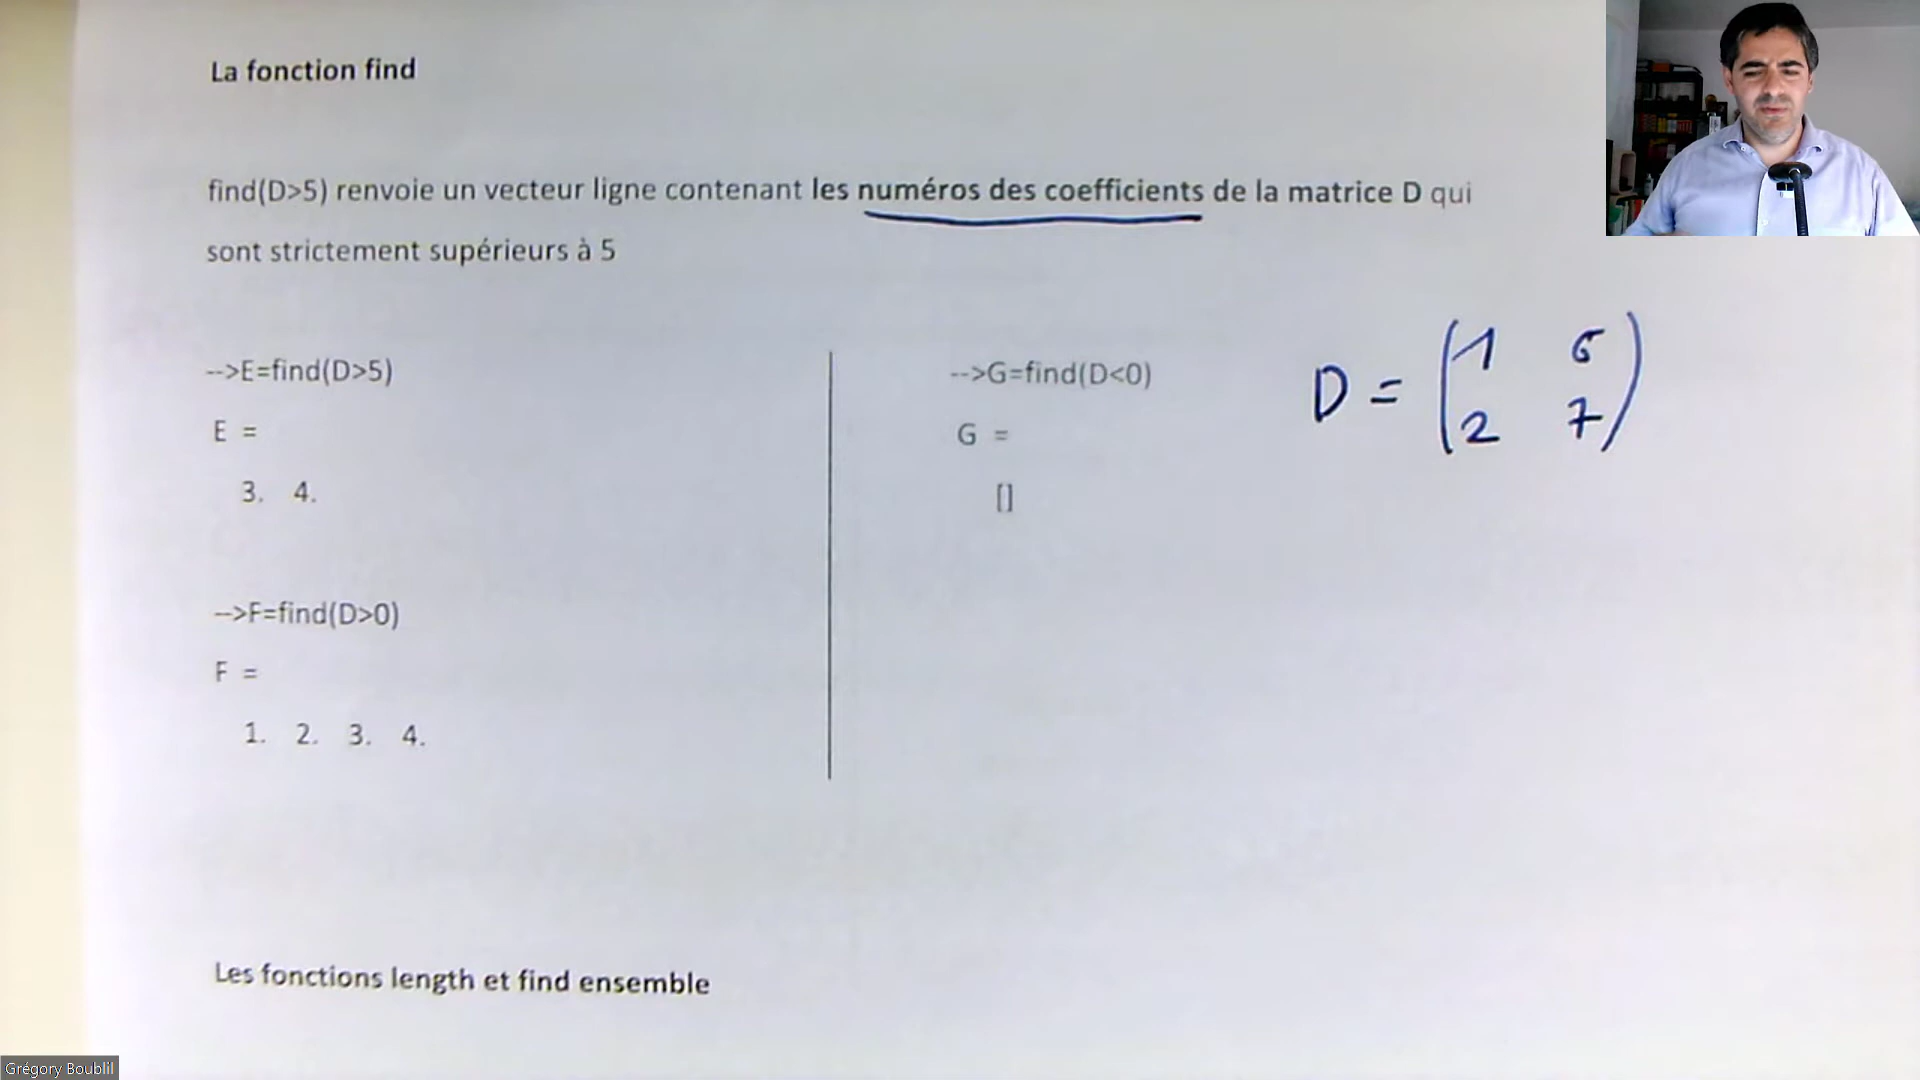 La fonction find
find(D>5) renvoie un vecteur ligne contenant les numéros des coefficients de la matrice D qui
sont strictement supérieurs à 5
-->E=find(D>5)
E =
3. 4.
-->F=find(D>0)
F =
1. 2. 3. 4.
-->G=find(D<0)
G =
[]
D = (1 6
2 7)
Les fonctions length et find ensemble
Grégory Boublil